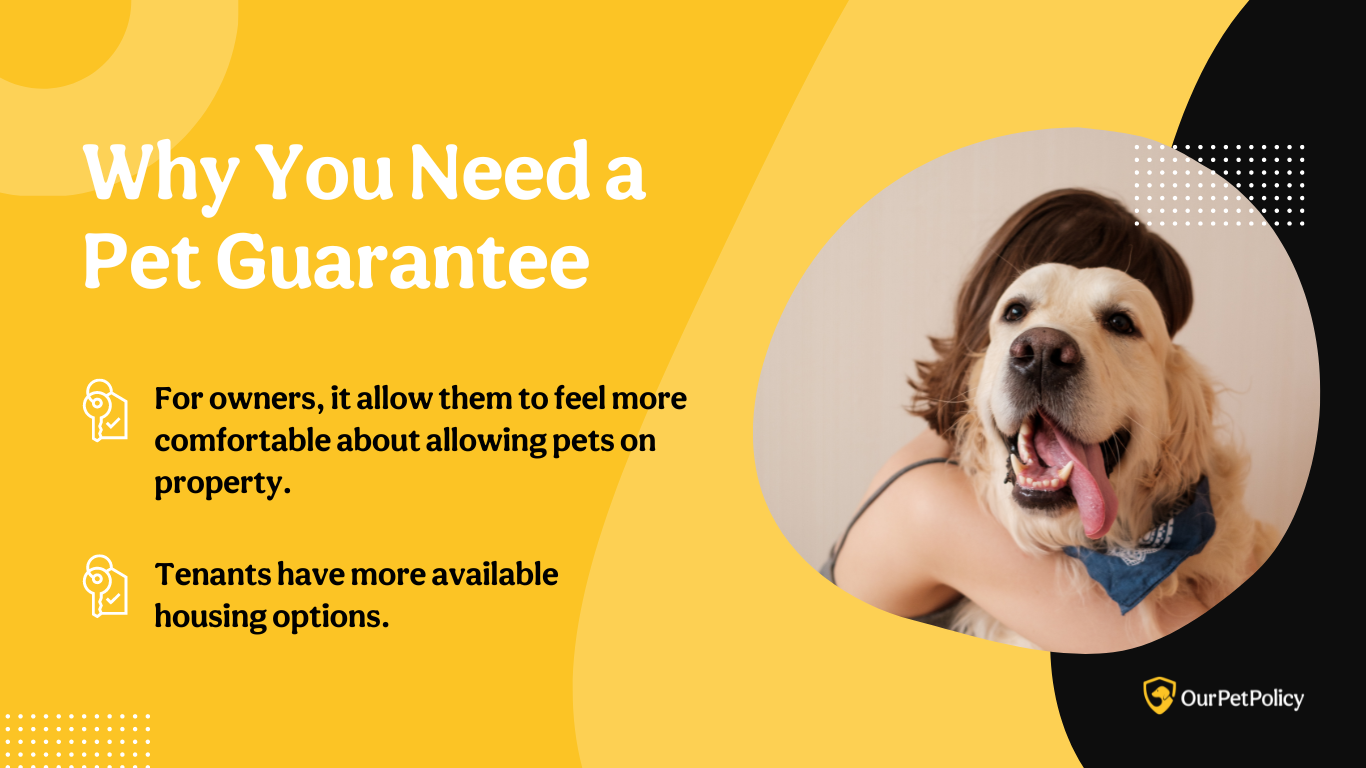 Why You Need a
Pet Guarantee
For owners, it allow them to feel more
comfortable about allowing pets on
property.
Tenants have more available
housing options.
OurPetPolicy